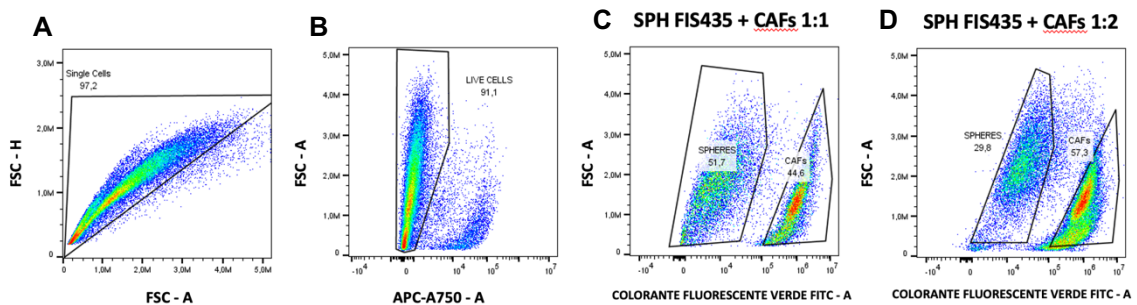 A
FSC - H
3,0M
2,0M
1,0M
0
Single Cells
97,2
0
1,0M
2,0M
3,0M
4,0M
5,0M
FSC - A
B
FSC - A
5,0M
4,0M
3,0M
2,0M
1,0M
0
LIVE CELLS
91,1
-10⁴
0
10⁴
10⁵
10⁶
10⁷
APC-A750 - A
C
SPH FIS435 + CAFs 1:1
FSC - A
5,0M
4,0M
3,0M
2,0M
1,0M
0
SPHERES
51,7
CAFs
44,6
-10⁴
0
10⁴
10⁵
10⁶
10⁷
COLORANTE FLUORESCENTE VERDE FITC - A
D
SPH FIS435 + CAFs 1:2
FSC - A
5,0M
4,0M
3,0M
2,0M
1,0M
0
SPHERES
29,8
CAFs
57,3
-10⁴
0
10⁴
10⁵
10⁶
10⁷
COLORANTE FLUORESCENTE VERDE FITC - A